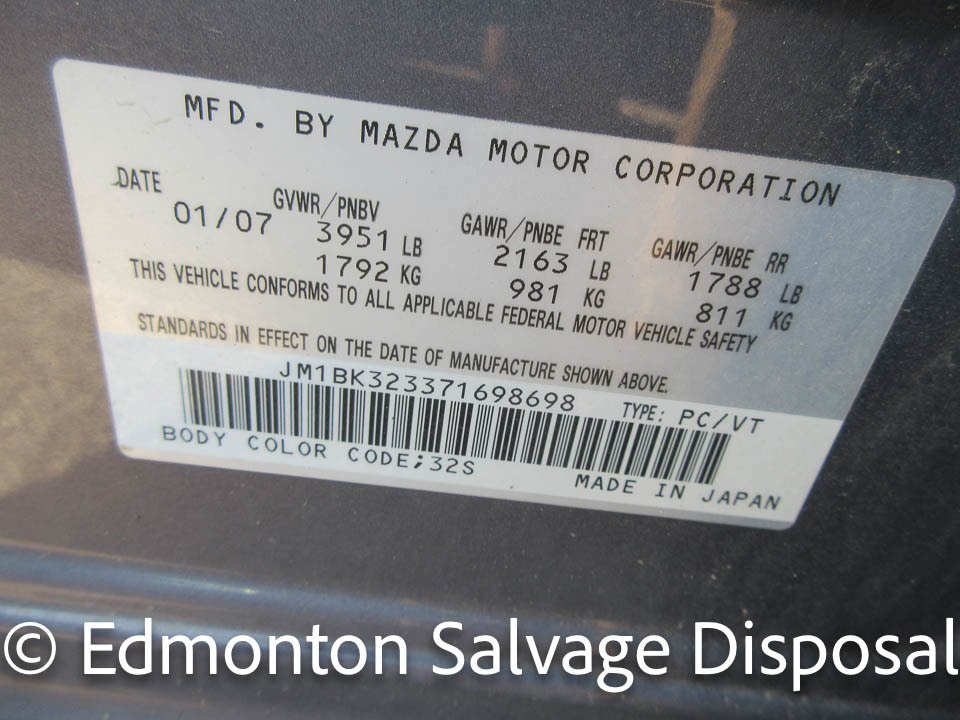 MFD. BY MAZDA MOTOR CORPORATION
DATE GVWR/PNBV GAWR/PNBE FRT GAWR/PNBE RR
01/07 3951 LB 2163 LB 1788 LB
1792 KG 981 KG 811 KG
THIS VEHICLE CONFORMS TO ALL APPLICABLE FEDERAL MOTOR VEHICLE SAFETY
STANDARDS IN EFFECT ON THE DATE OF MANUFACTURE SHOWN ABOVE.
JM1BK323371698698 TYPE: PC/VT
BODY COLOR CODE;32S MADE IN JAPAN
© Edmonton Salvage Disposal